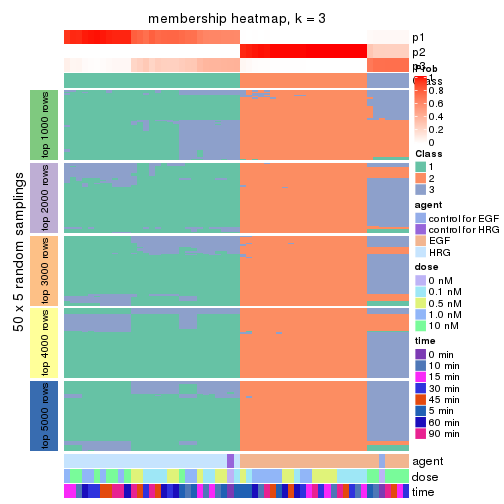 membership heatmap, k = 3
p1
p2
p3
Class
50 x 5 random samplings
top 1000 rows
top 2000 rows
top 3000 rows
top 4000 rows
top 5000 rows
agent
dose
time
Prob
1
0.8
0.6
0.4
0.2
0
Class
1
2
3
agent
control for EGF
control for HRG
EGF
HRG
dose
0 nM
0.1 nM
0.5 nM
1.0 nM
10 nM
time
0 min
10 min
15 min
30 min
45 min
5 min
60 min
90 min